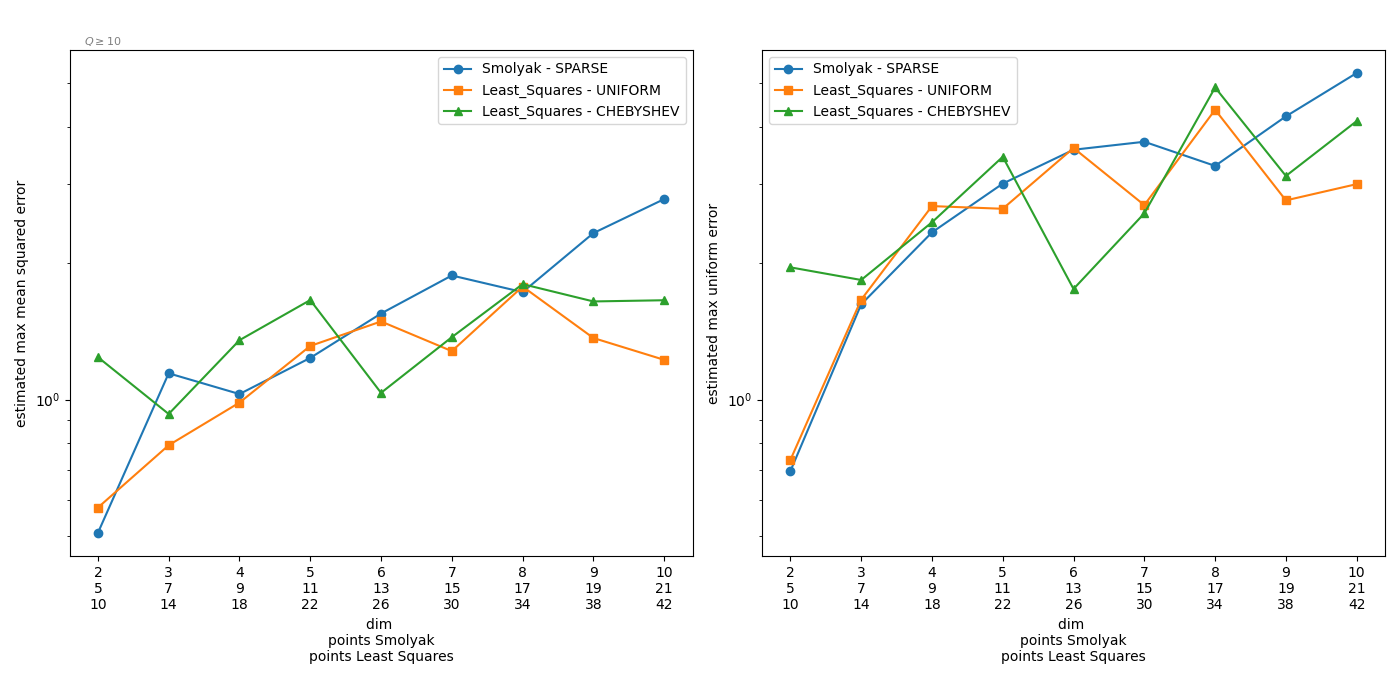 Q ≥ 10
Smolyak - SPARSE
Least_Squares - UNIFORM
Least_Squares - CHEBYSHEV
estimated max mean squared error
10^0
2 3 4 5 6 7 8 9 10
5 7 9 11 13 15 17 19 21
10 14 18 22 26 30 34 38 42
dim
points Smolyak
points Least Squares
Smolyak - SPARSE
Least_Squares - UNIFORM
Least_Squares - CHEBYSHEV
estimated max uniform error
10^0
2 3 4 5 6 7 8 9 10
5 7 9 11 13 15 17 19 21
10 14 18 22 26 30 34 38 42
dim
points Smolyak
points Least Squares